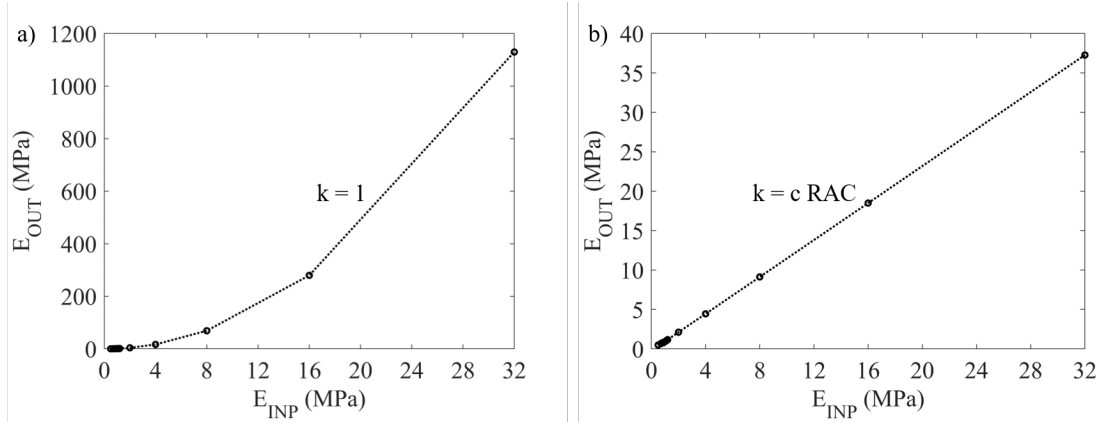 a)
1200
1000
800
600
400
200
0
E_OUT (MPa)
k = 1
0 4 8 12 16 20 24 28 32
E_INP (MPa)
b)
40
35
30
25
20
15
10
5
0
E_OUT (MPa)
k = c RAC
0 4 8 12 16 20 24 28 32
E_INP (MPa)